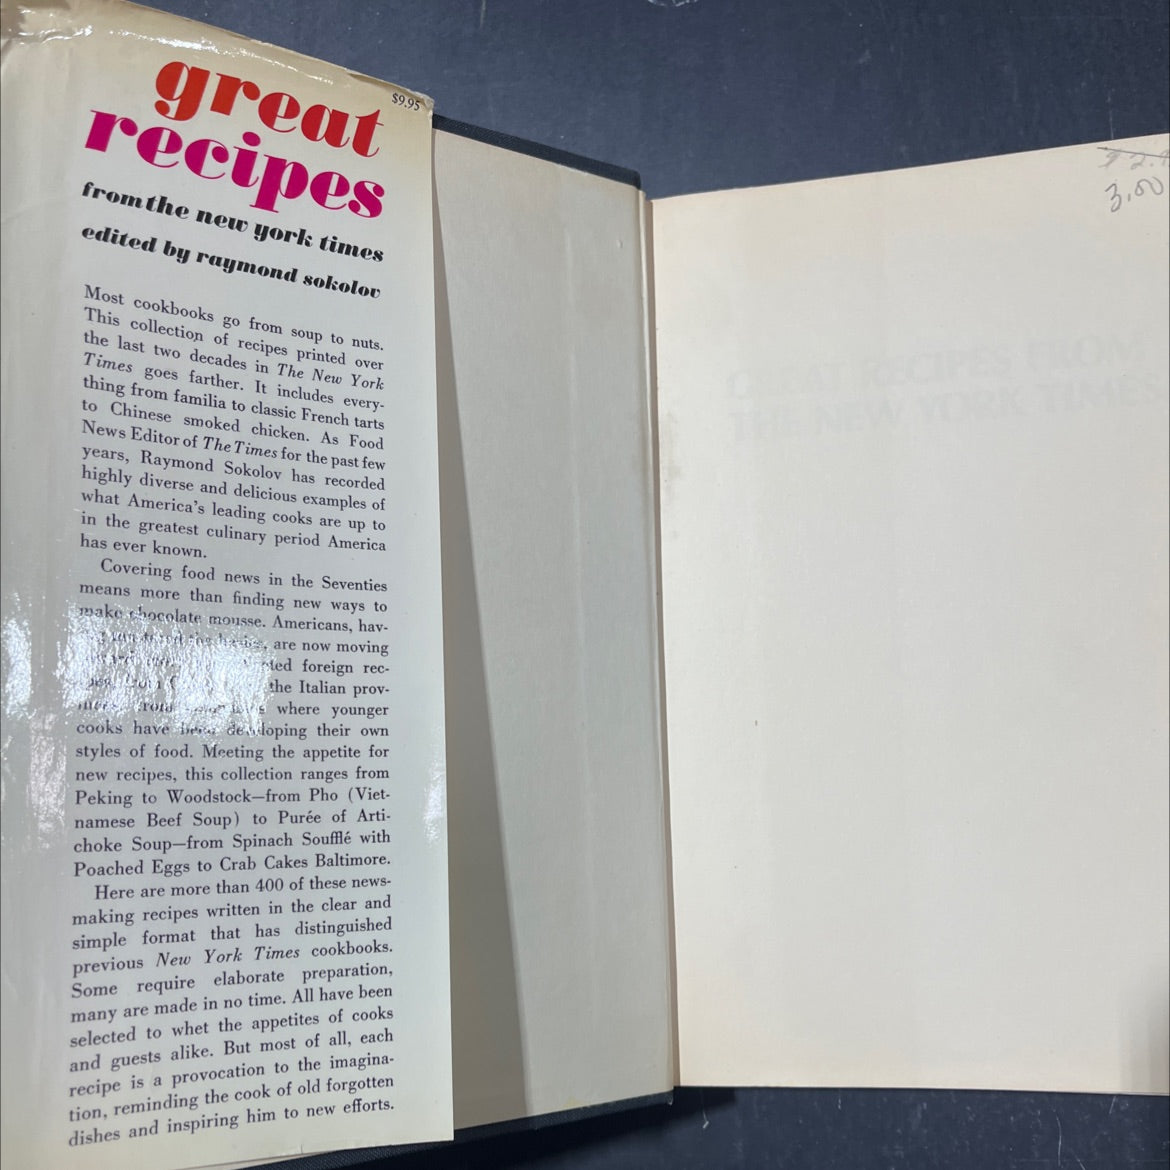 $9.95
great
recipes
from the new york times
edited by raymond sokolov
Most cookbooks go from soup to nuts.
This collection of recipes printed over
the last two decades in The New York
Times goes farther. It includes every-
thing from familia to classic French tarts
to Chinese smoked chicken. As Food
News Editor of The Times for the past few
years, Raymond Sokolov has recorded
highly diverse and delicious examples of
what America's leading cooks are up to
in the greatest culinary period America
has ever known.
Covering food news in the Seventies
means more than finding new ways to
make chocolate mousse. Americans, hav-
are now moving
foreign rec-
the Italian prov-
where younger
cooks have been developing their own
styles of food. Meeting the appetite for
new recipes, this collection ranges from
Peking to Woodstock—from Pho (Viet-
namese Beef Soup) to Purée of Arti-
choke Soup—from Spinach Soufflé with
Poached Eggs to Crab Cakes Baltimore.
Here are more than 400 of these news-
making recipes written in the clear and
simple format that has distinguished
previous New York Times cookbooks.
Some require elaborate preparation,
many are made in no time. All have been
selected to whet the appetites of cooks
and guests alike. But most of all, each
recipe is a provocation to the imagina-
tion, reminding the cook of old forgotten
dishes and inspiring him to new efforts.
3.00
GREAT RECIPES FROM
THE NEW YORK TIMES